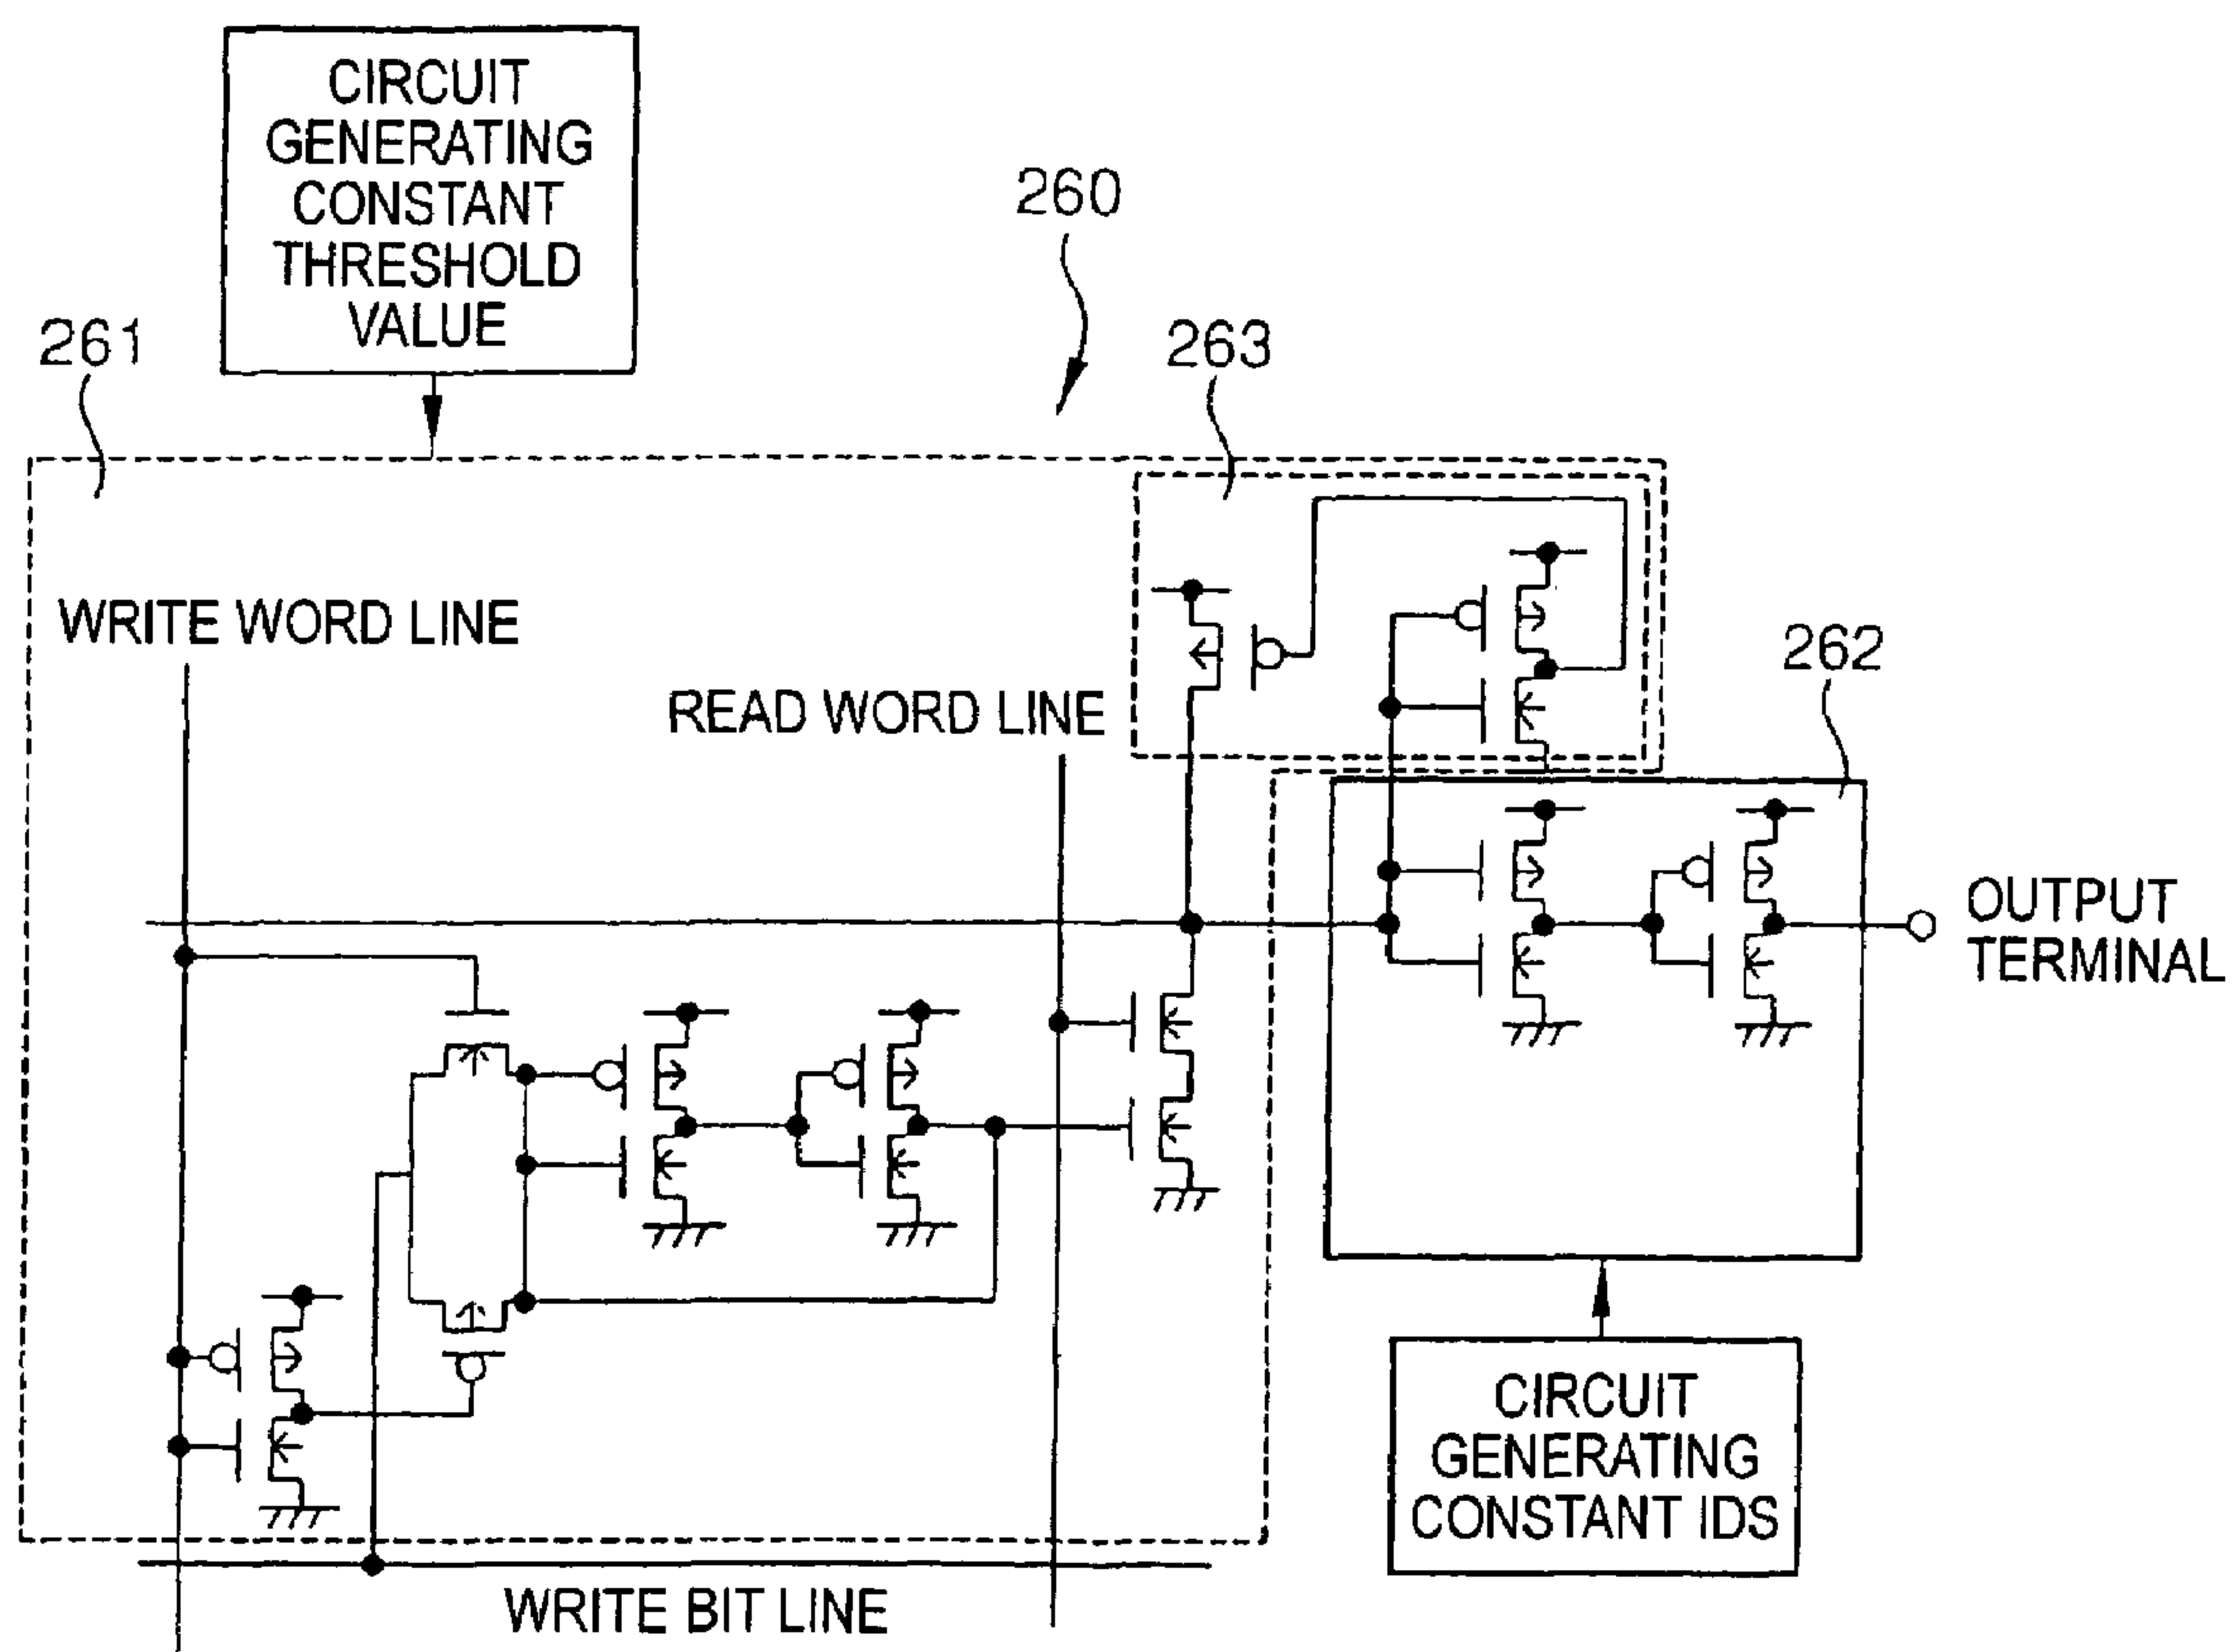 CIRCUIT
GENERATING
CONSTANT
THRESHOLD
VALUE
260
261
263
WRITE WORD LINE
262
READ WORD LINE
OUTPUT
TERMINAL
CIRCUIT
GENERATING
CONSTANT IDS
WRITE BIT LINE